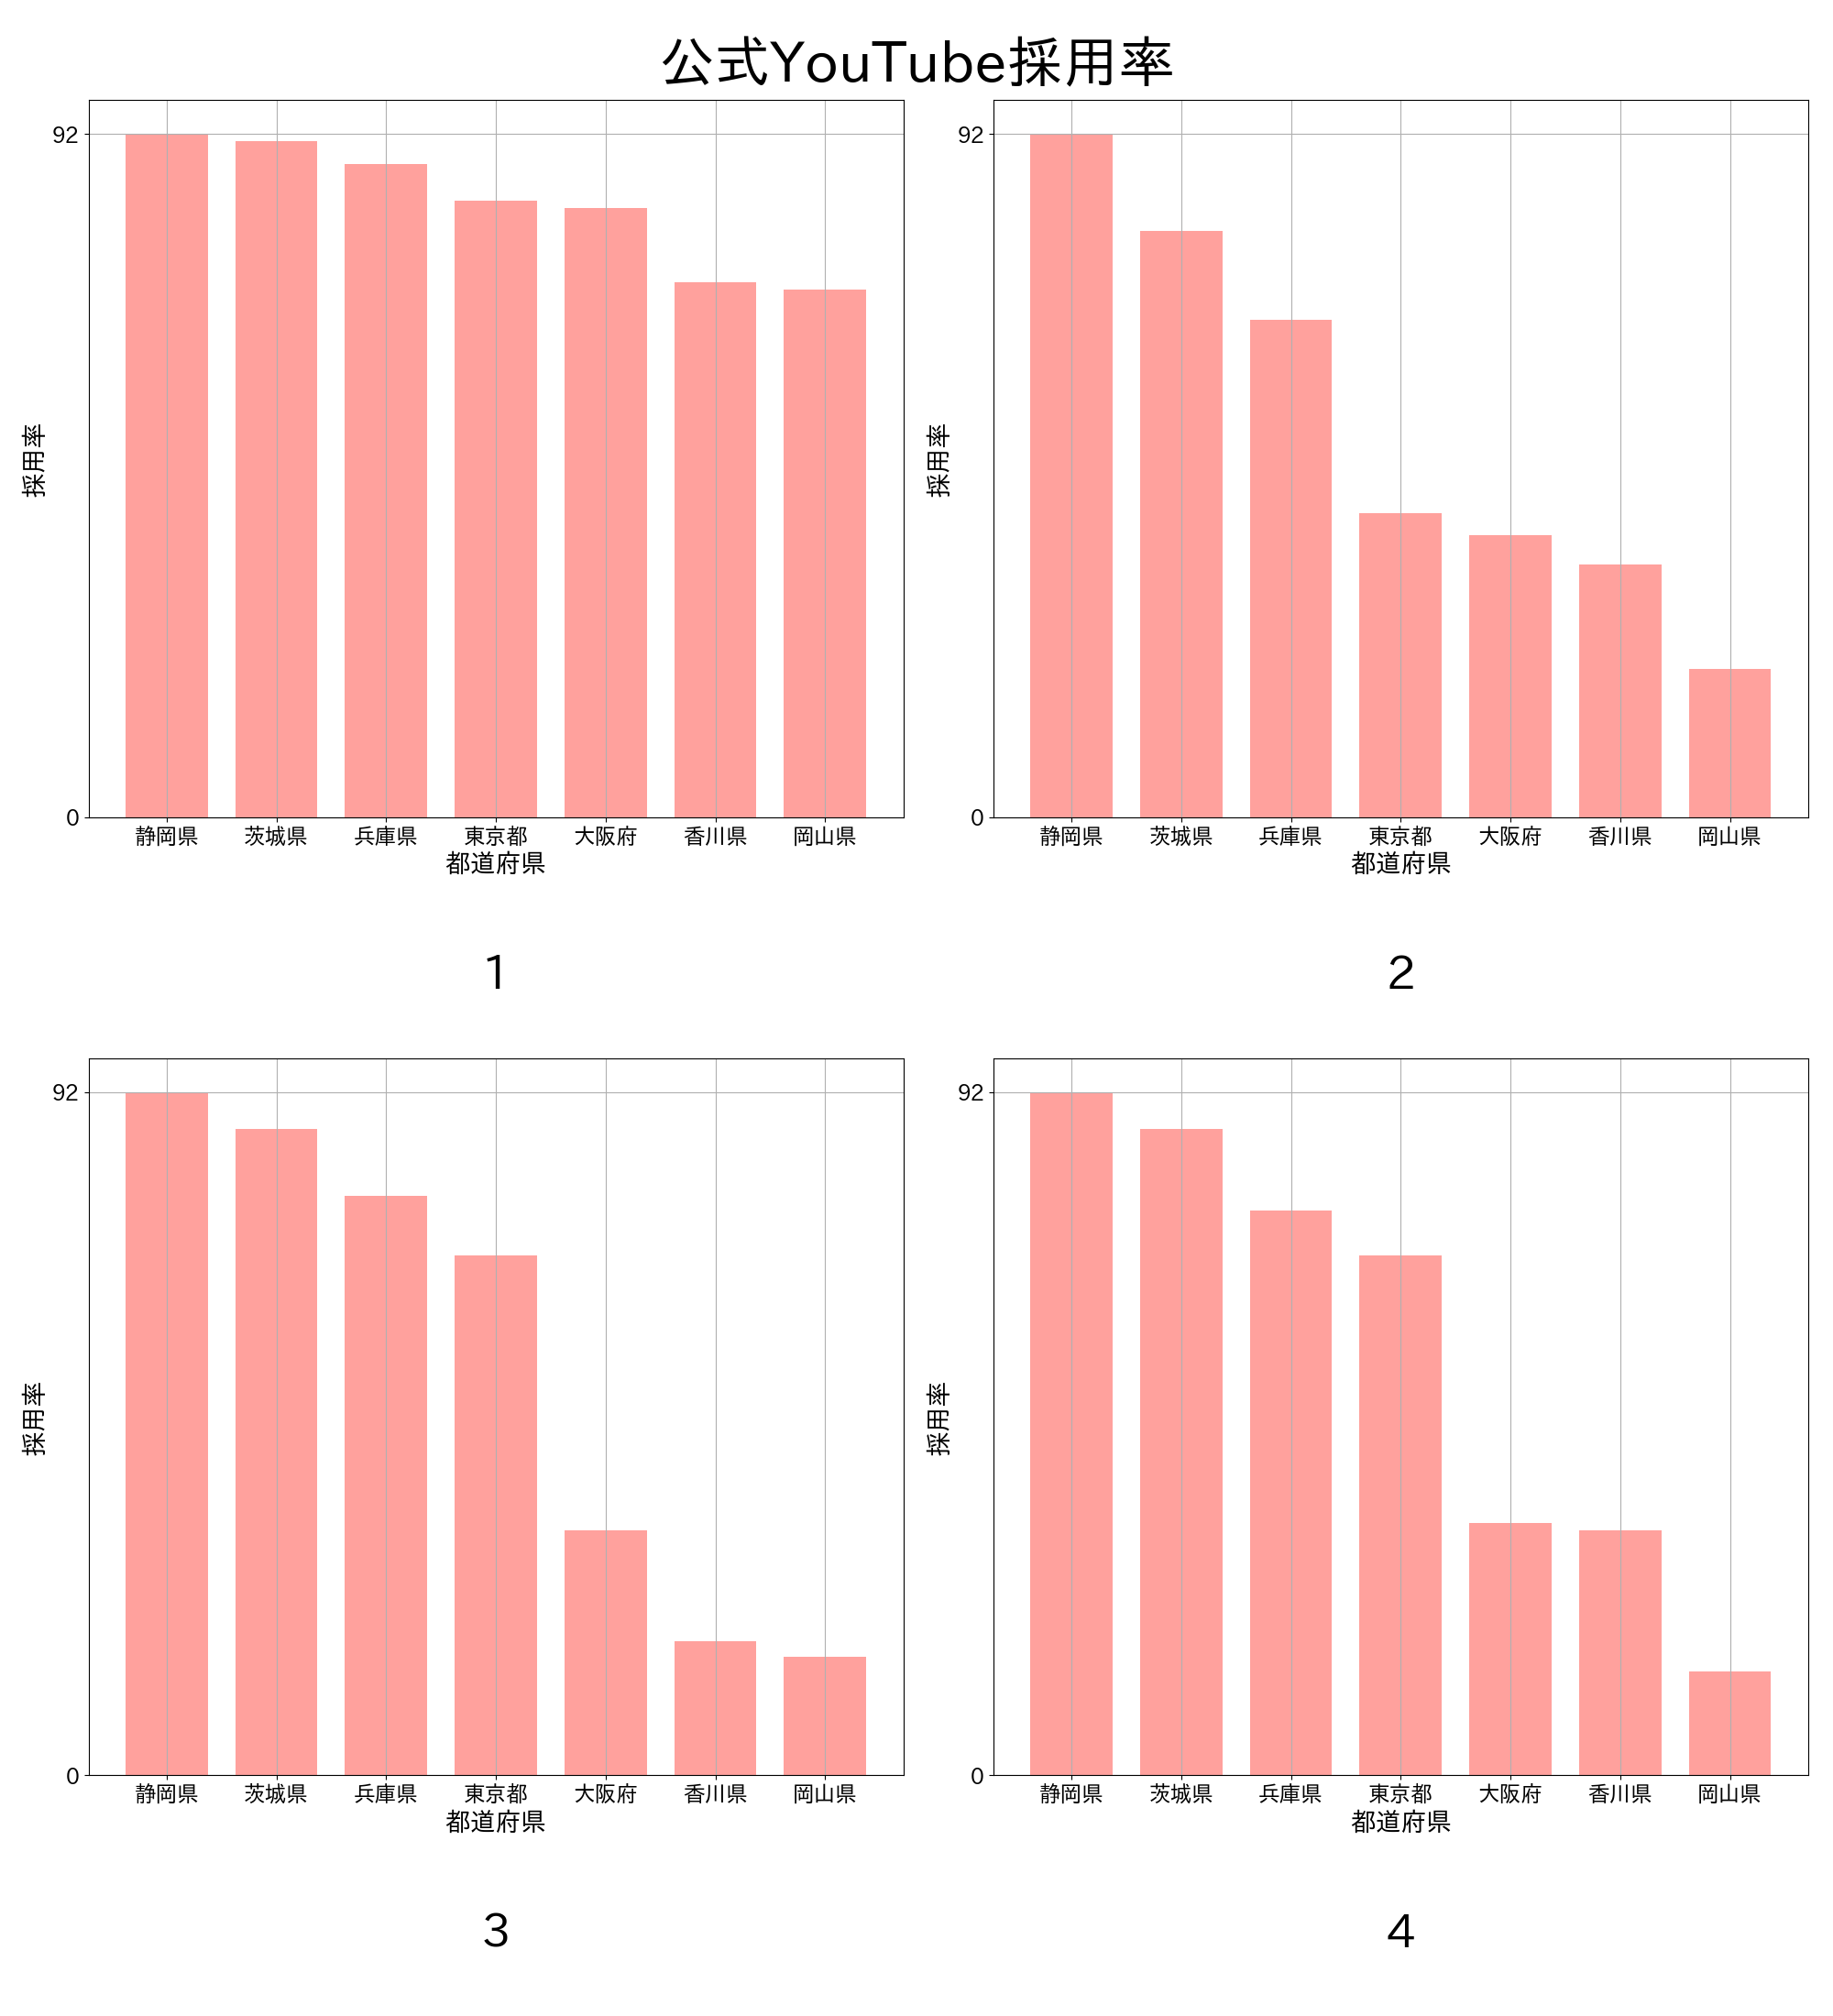 公式YouTube採用率
92
0
採用率
静岡県 茨城県 兵庫県 東京都 大阪府 香川県 岡山県
都道府県
1
92
0
採用率
静岡県 茨城県 兵庫県 東京都 大阪府 香川県 岡山県
都道府県
2
92
0
採用率
静岡県 茨城県 兵庫県 東京都 大阪府 香川県 岡山県
都道府県
3
92
0
採用率
静岡県 茨城県 兵庫県 東京都 大阪府 香川県 岡山県
都道府県
4